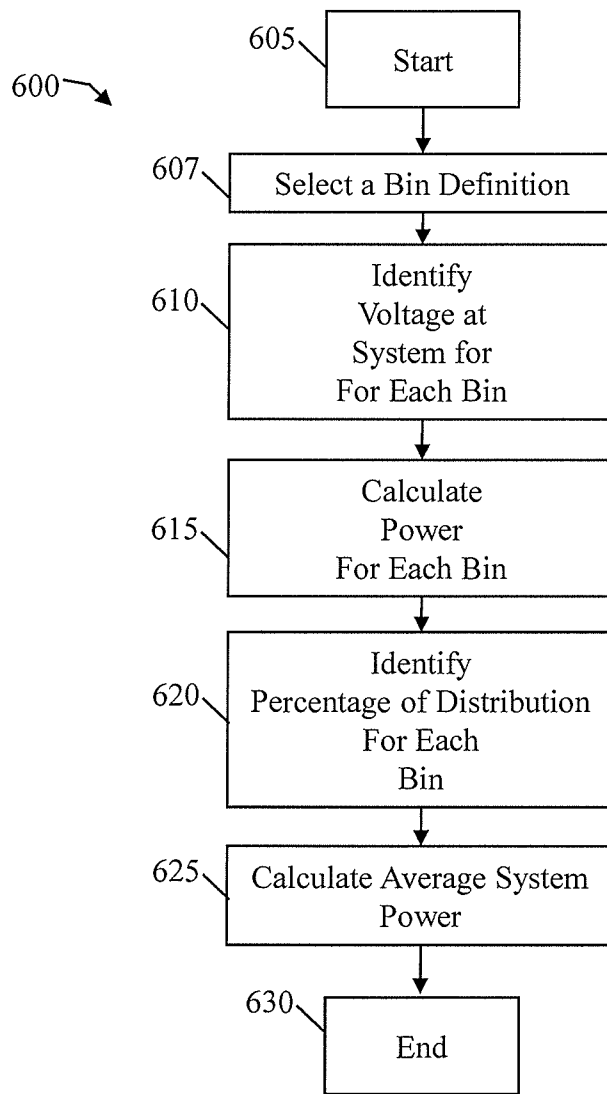 605
Start
600
607
Select a Bin Definition
610
Identify
Voltage at
System for
For Each Bin
615
Calculate
Power
For Each Bin
620
Identify
Percentage of Distribution
For Each
Bin
625
Calculate Average System
Power
630
End